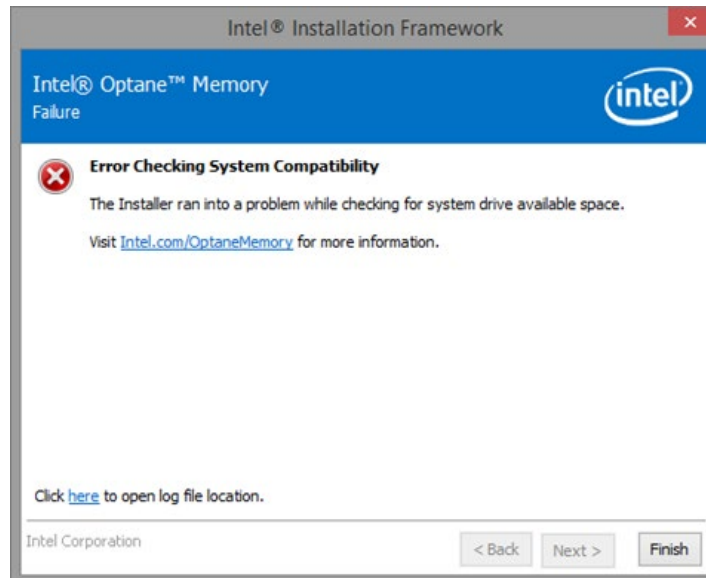 Intel® Installation Framework
Intel® Optane™ Memory
Failure
intel
Error Checking System Compatibility
The Installer ran into a problem while checking for system drive available space.
Visit Intel.com/OptaneMemory for more information.
Click here to open log file location.
Intel Corporation
< Back Next > Finish